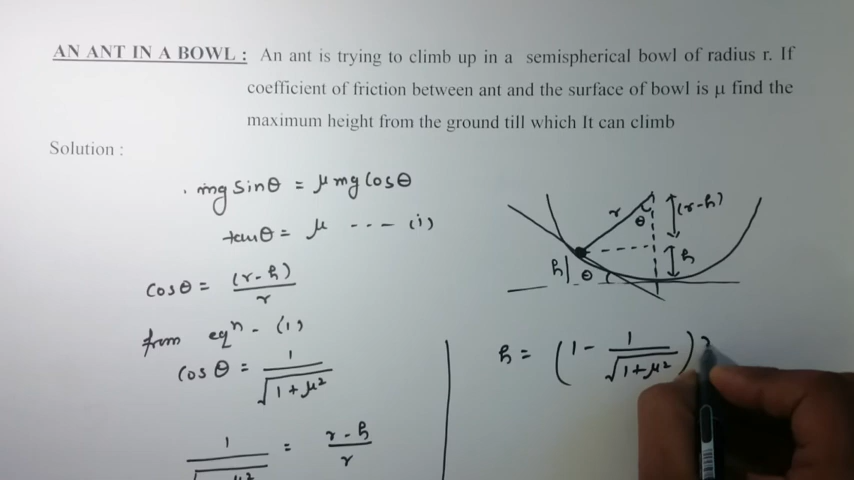 AN ANT IN A BOWL : An ant is trying to climb up in a semispherical bowl of radius r. If
coefficient of friction between ant and the surface of bowl is μ find the
maximum height from the ground till which It can climb
Solution :
mg sinθ = μ mg cosθ
tanθ = μ --- (i)
cosθ = (r-h)/r
from eqⁿ - (1)
cos θ = 1/√(1+μ²)
= (r-h)/r
r
θ
(r-h)
h
h
θ
h = (1 - 1/√(1+μ²))